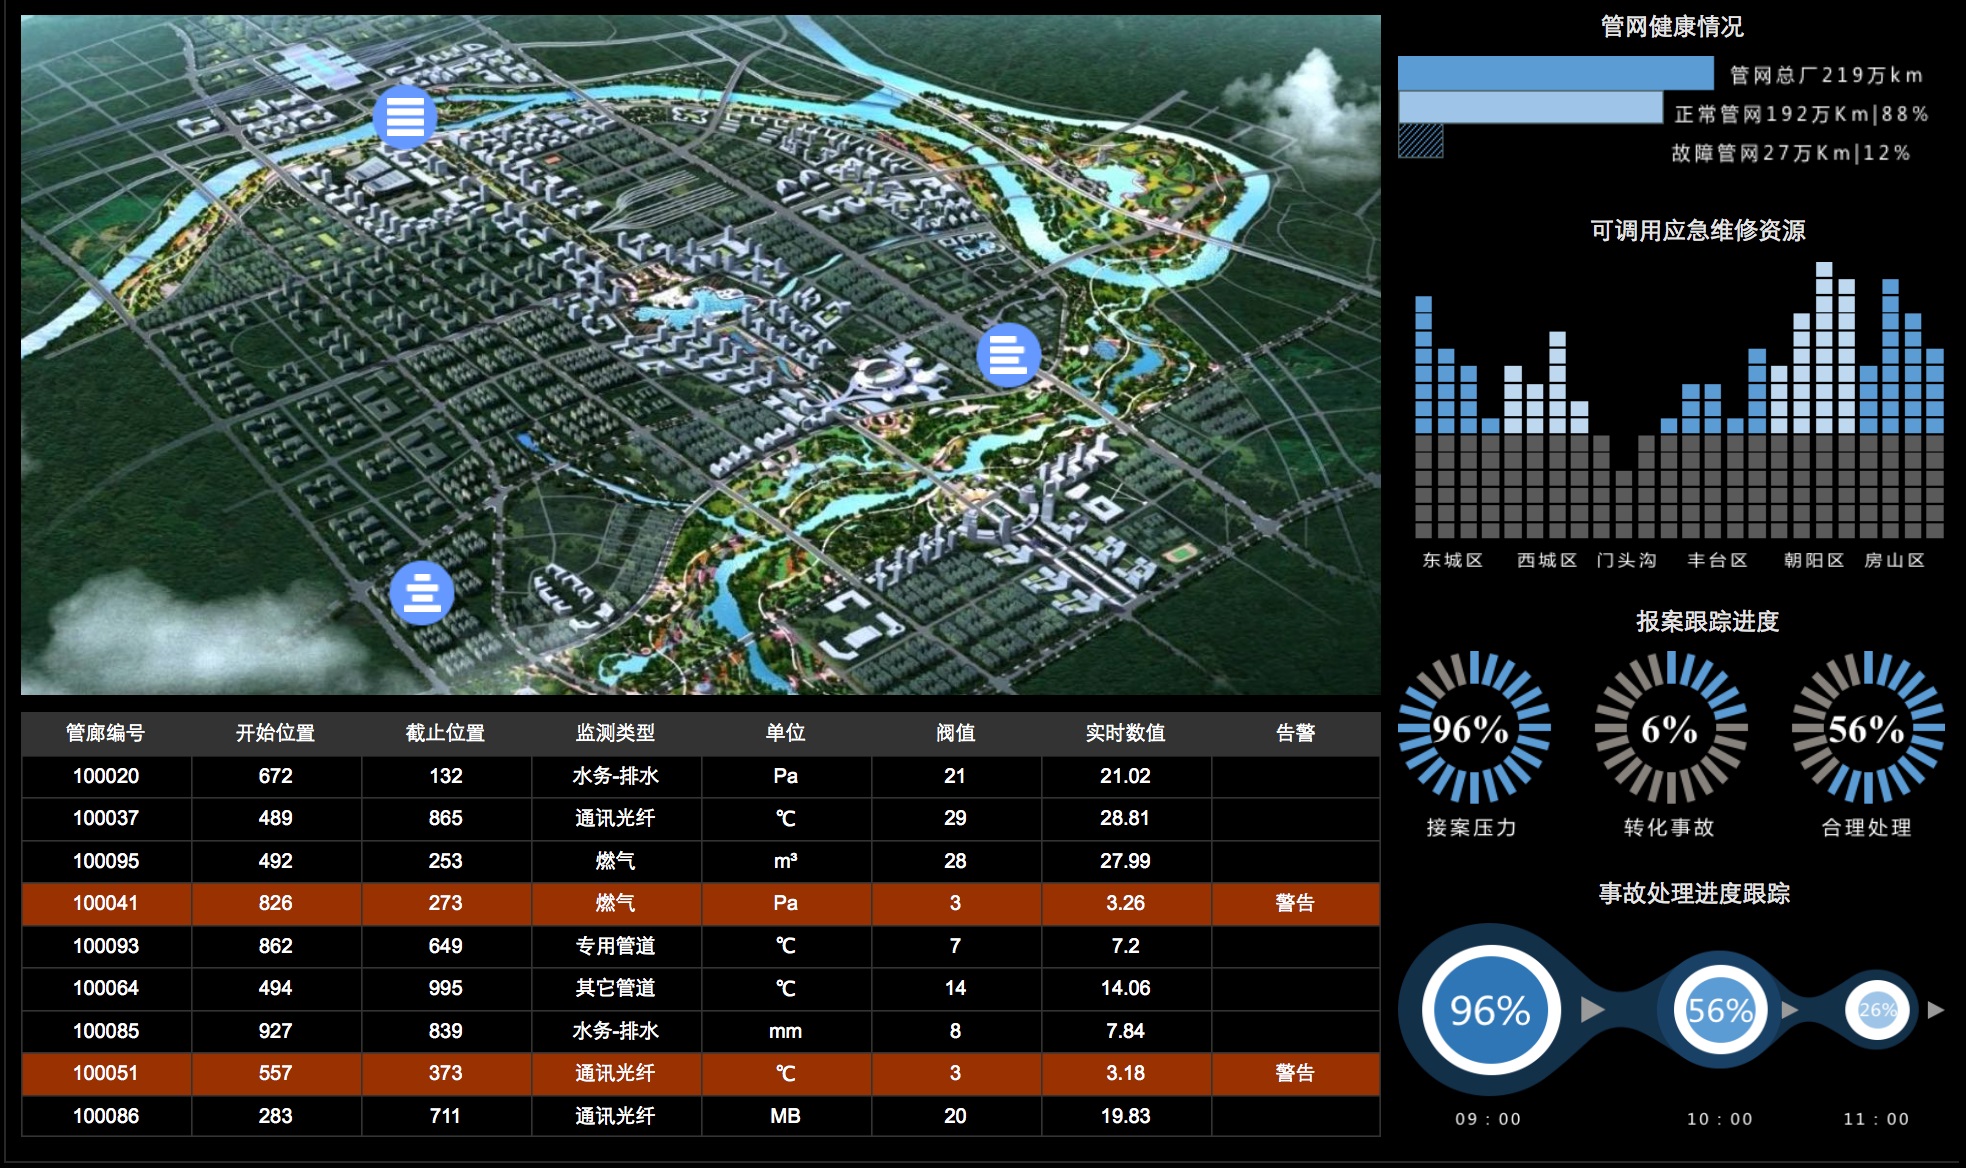 管网健康情况
管网总厂219万km
正常管网192万Km|88%
故障管网27万Km|12%
可调用应急维修资源
东城区 西城区 门头沟 丰台区 朝阳区 房山区
报案跟踪进度
96% 6% 56%
接案压力 转化事故 合理处理
事故处理进度跟踪
96% 56% 26%
09：00 10：00 11：00
管廊编号 开始位置 截止位置 监测类型 单位 阀值 实时数值 告警
100020 672 132 水务-排水 Pa 21 21.02
100037 489 865 通讯光纤 ℃ 29 28.81
100095 492 253 燃气 m³ 28 27.99
100041 826 273 燃气 Pa 3 3.26 警告
100093 862 649 专用管道 ℃ 7 7.2
100064 494 995 其它管道 ℃ 14 14.06
100085 927 839 水务-排水 mm 8 7.84
100051 557 373 通讯光纤 ℃ 3 3.18 警告
100086 283 711 通讯光纤 MB 20 19.83